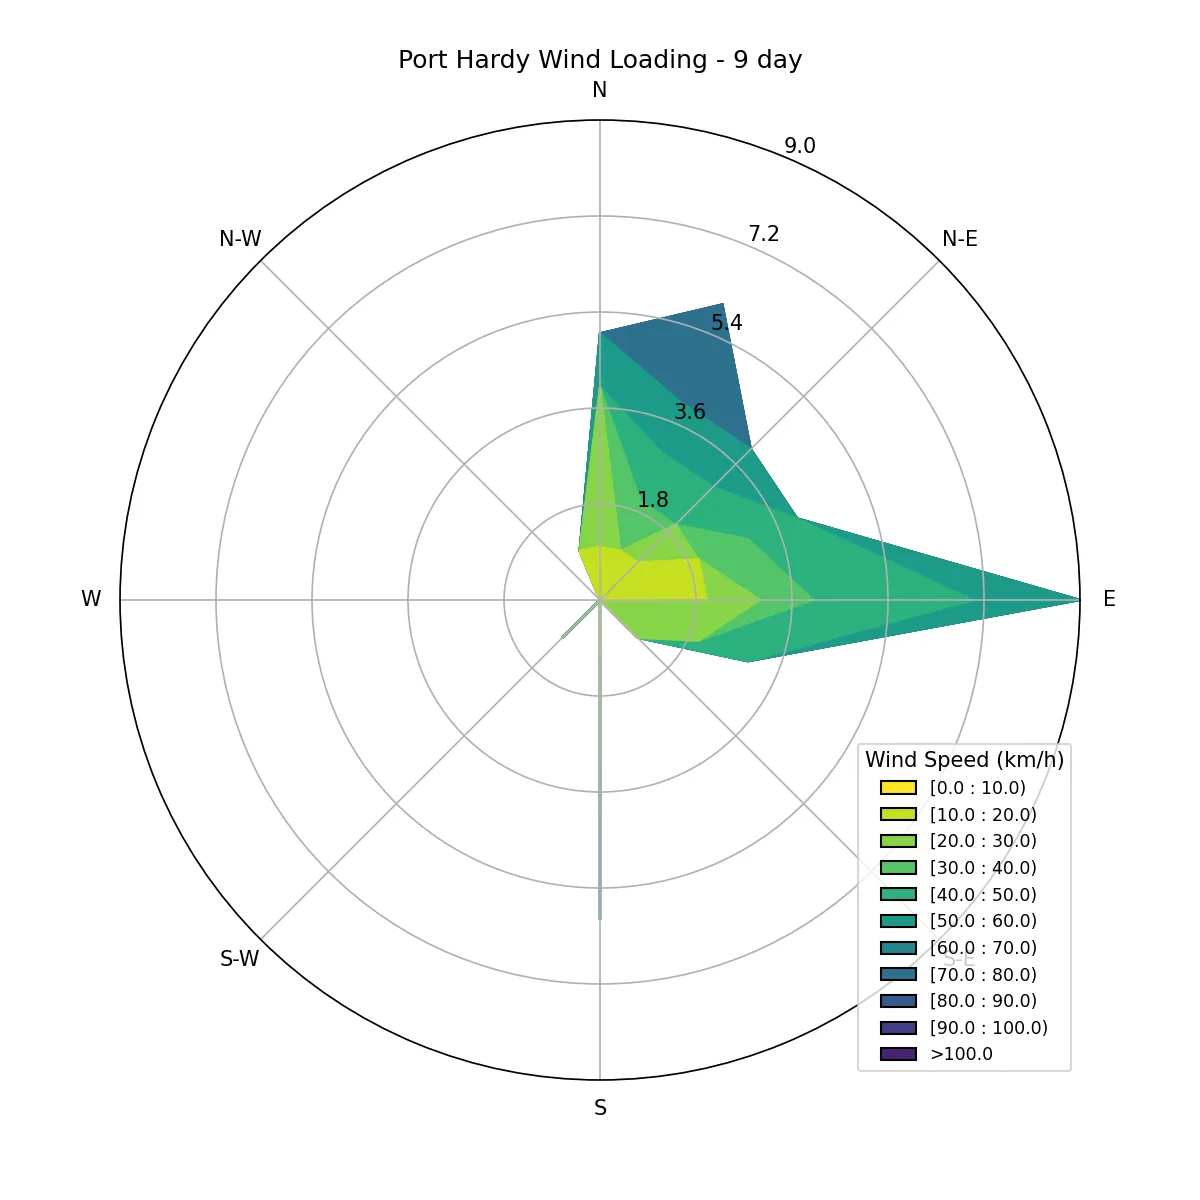 Port Hardy Wind Loading - 9 day
N
9.0
N-W
7.2
N-E
5.4
3.6
1.8
W
E
Wind Speed (km/h)
[0.0 : 10.0)
[10.0 : 20.0)
[20.0 : 30.0)
[30.0 : 40.0)
[40.0 : 50.0)
[50.0 : 60.0)
[60.0 : 70.0)
[70.0 : 80.0)
[80.0 : 90.0)
[90.0 : 100.0)
>100.0
S-W
S-E
S